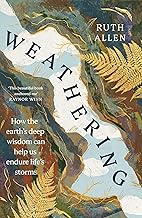 RUTH
ALLEN
WEATHERING
'This beautiful book
anchored me'
RAYNOR WINN
How the
earth's deep
wisdom can
help us
endure life's
storms